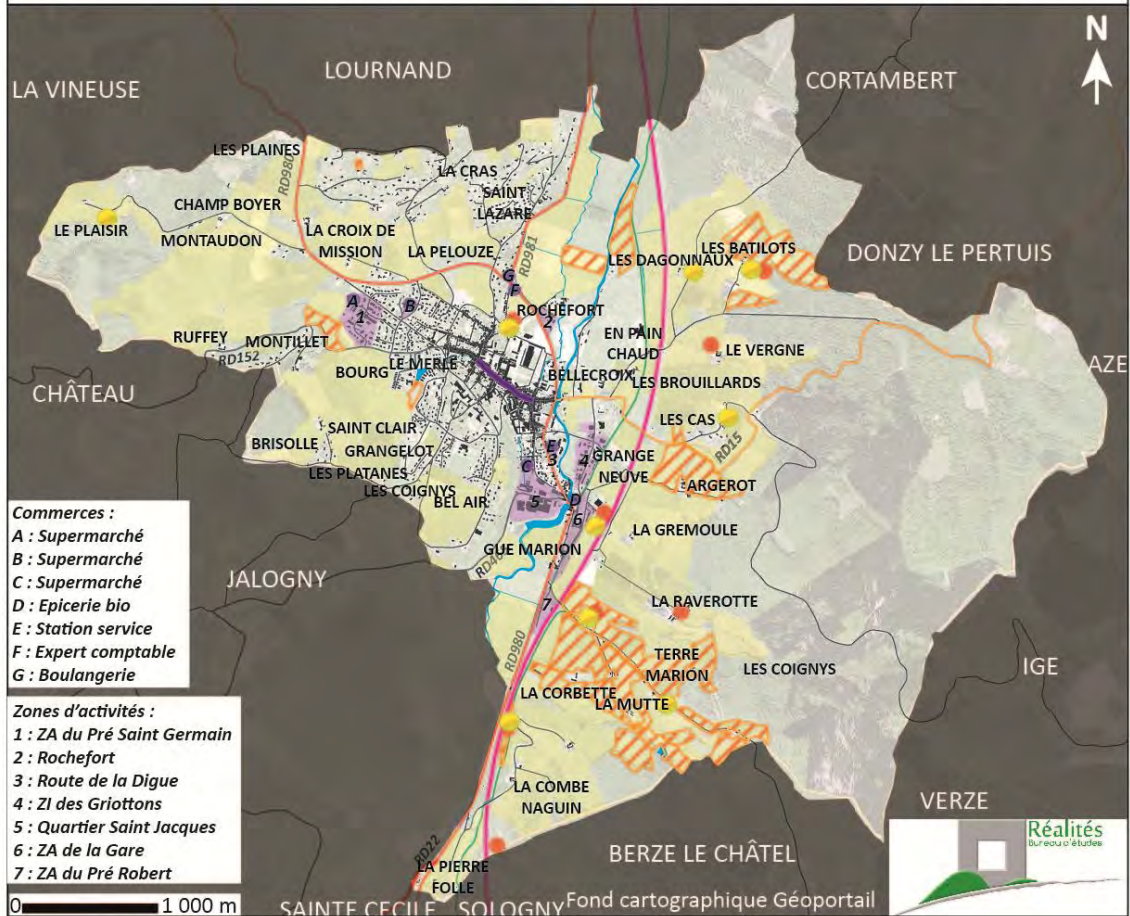 N
LOURNAND
CORTAMBERT
LA VINEUSE
LES PLAINES
RD980
LA CRAS
SAINT
LAZARE
CHAMP BOYER
LE PLAISIR
MONTAUDON
LA CROIX DE
MISSION
LA PELOUZE
RD981
LES BATILOTS
LES DAGONNAUX
DONZY LE PERTUIS
G
F
A
1
B
ROCHEFORT
2
EN PAIN
CHAUD
RUFFEY
MONTILLET
RD152
LE MERLE
BOURG
BELLECROIX
LE VERGNE
LES BROUILLARDS
AZE
CHÂTEAU
LES CAS
RD15
SAINT CLAIR
BRISOLLE
GRANGELOT
LES PLATANES
LES COIGNYS
BEL AIR
E
3
4
C
GRANGE
NEUVE
ARGEROT
5
D
6
LA GREMOULE
GUE MARION
JALOGNY
7
RD980
LA RAVEROTTE
TERRE
MARION
LES COIGNYS
IGE
LA CORBETTE
LA MUTTE
LA COMBE
NAGUIN
VERZE
BERZE LE CHÂTEL
RD22
LA PIERRE
FOLLE
SAINTE CECILE
SOLOGNY
Commerces :
A : Supermarché
B : Supermarché
C : Supermarché
D : Epicerie bio
E : Station service
F : Expert comptable
G : Boulangerie
Zones d'activités :
1 : ZA du Pré Saint Germain
2 : Rochefort
3 : Route de la Digue
4 : ZI des Griottons
5 : Quartier Saint Jacques
6 : ZA de la Gare
7 : ZA du Pré Robert
0 1 000 m
Fond cartographique Géoportail
Réalités
Bureau d'études